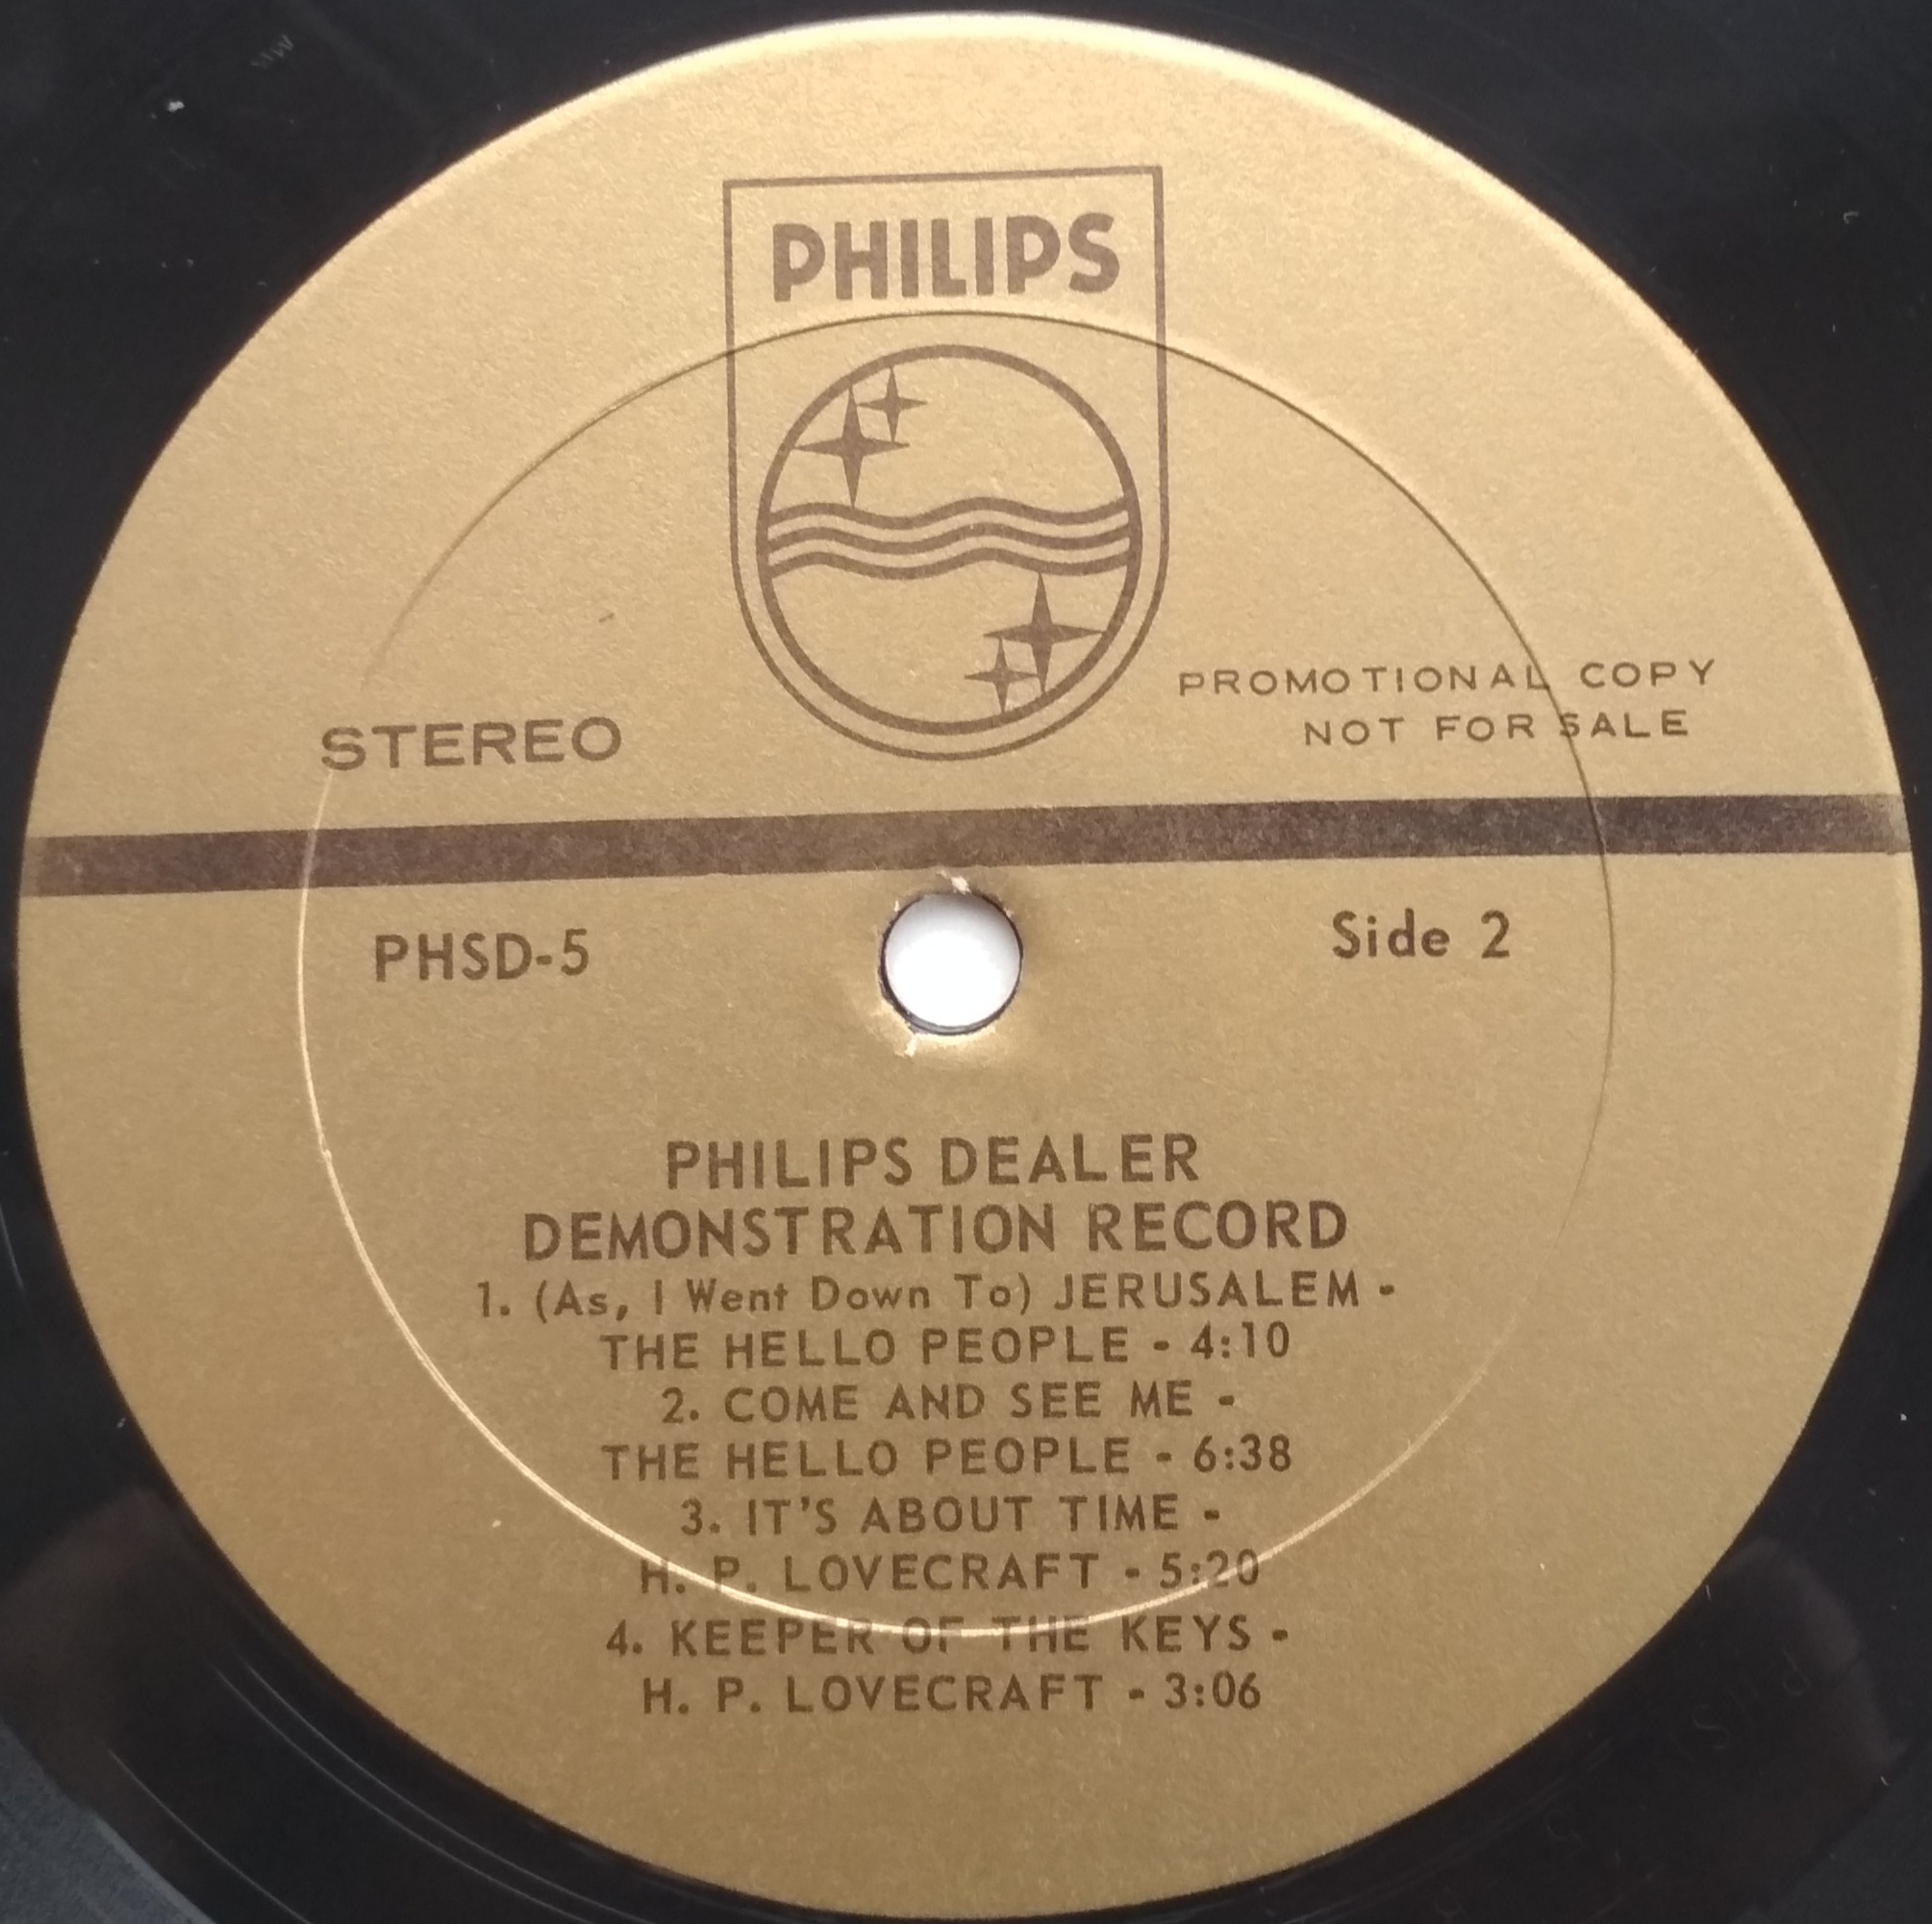 PHILIPS
PROMOTIONAL COPY
NOT FOR SALE
STEREO
PHSD-5
Side 2
PHILIPS DEALER
DEMONSTRATION RECORD
1. (As, I Went Down To) JERUSALEM -
THE HELLO PEOPLE - 4:10
2. COME AND SEE ME -
THE HELLO PEOPLE - 6:38
3. IT'S ABOUT TIME -
H. P. LOVECRAFT - 5:20
4. KEEPER OF THE KEYS -
H. P. LOVECRAFT - 3:06